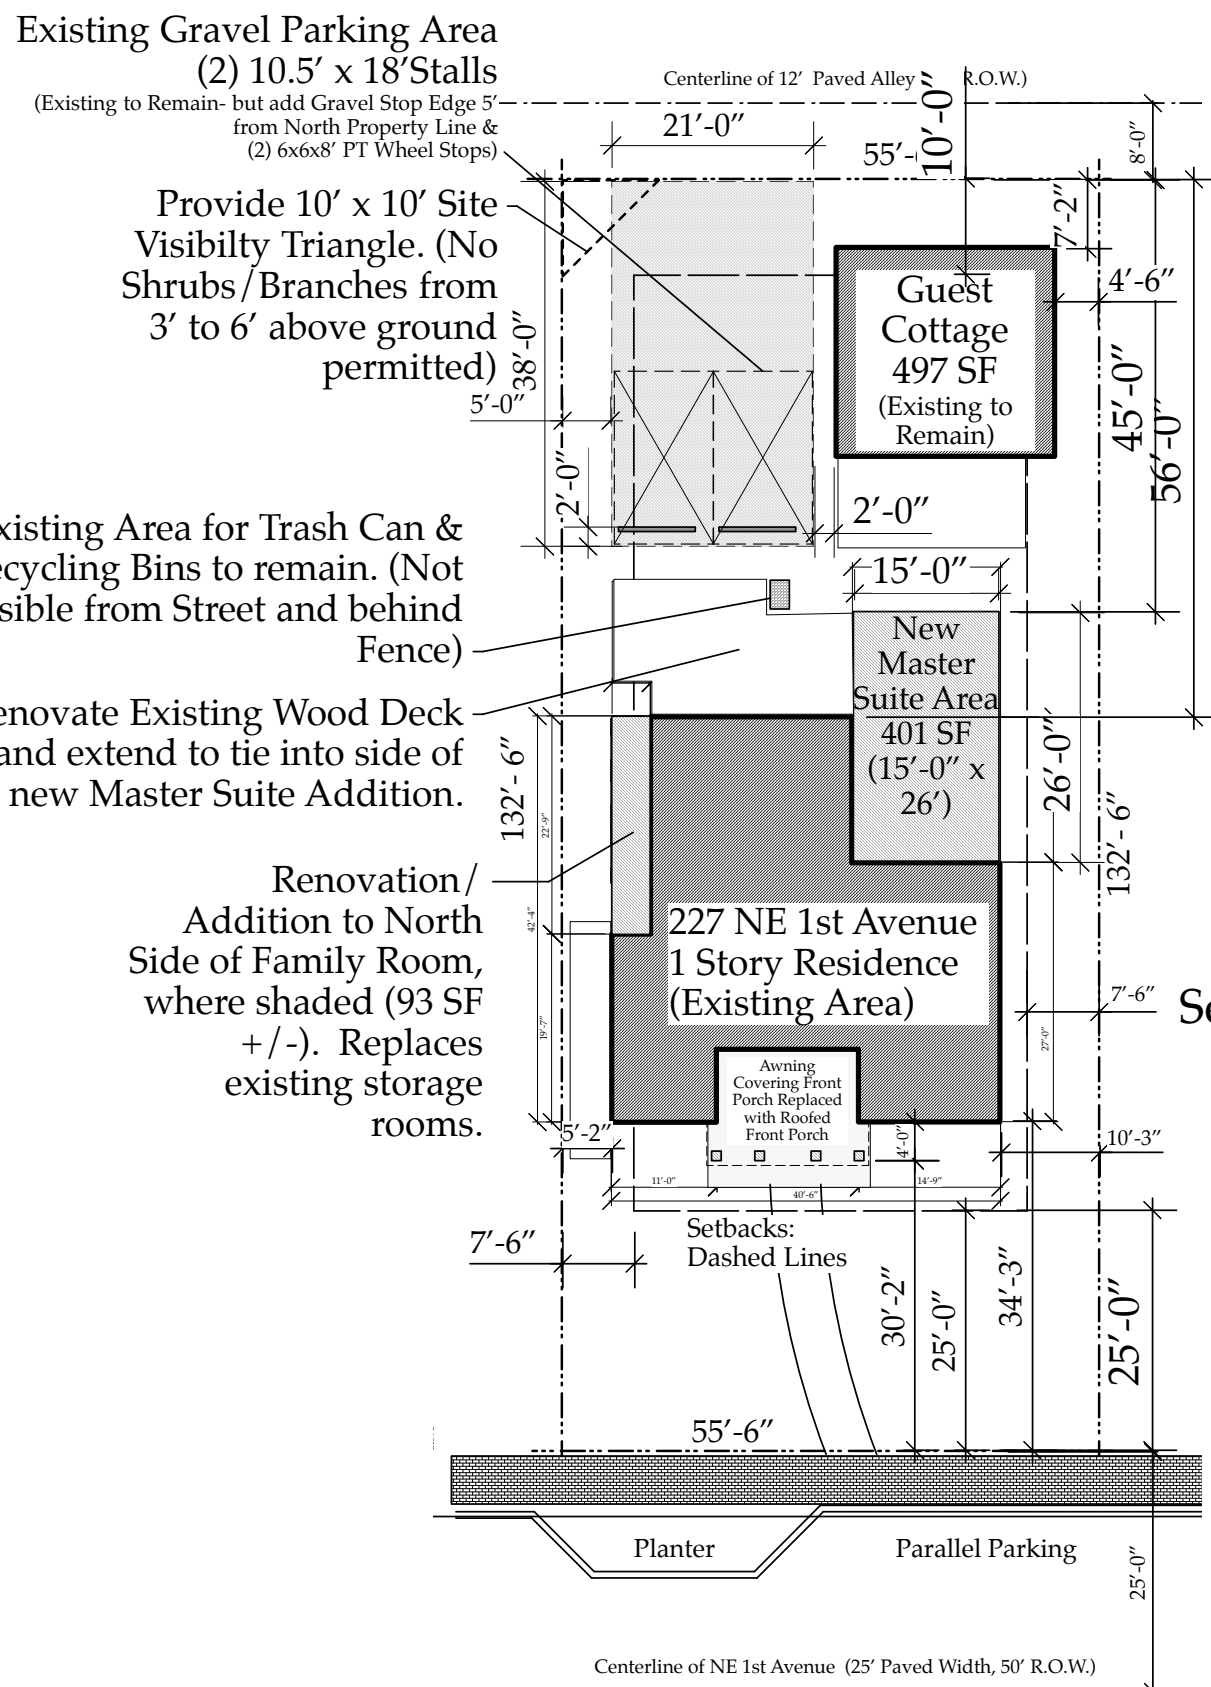 Existing Gravel Parking Area
(2) 10.5' x 18'Stalls
(Existing to Remain- but add Gravel Stop Edge 5'
from North Property Line &
(2) 6x6x8' PT Wheel Stops)
Centerline of 12' Paved Alley
R.O.W.)
10'-0"
21'-0"
55'-
8'-0"
Provide 10' x 10' Site
Visibilty Triangle. (No
Shrubs/Branches from
3' to 6' above ground
permitted)
7'-2"
4'-6"
Guest
Cottage
497 SF
(Existing to
Remain)
38'-0"
5'-0"
45'-0"
56'-0"
2'-0"
2'-0"
xisting Area for Trash Can &
ecycling Bins to remain. (Not
sible from Street and behind
Fence)
15'-0"
New
Master
Suite Area
401 SF
(15'-0" x
26')
enovate Existing Wood Deck
and extend to tie into side of
new Master Suite Addition.
132'- 6"
22'-9"
26'-0"
132'- 6"
Renovation/
Addition to North
Side of Family Room,
where shaded (93 SF
+/-).  Replaces
existing storage
rooms.
42'-4"
19'-7"
227 NE 1st Avenue
1 Story Residence
(Existing Area)
7'-6"
Se
27'-0"
Awning
Covering Front
Porch Replaced
with Roofed
Front Porch
5'-2"
4'-0"
10'-3"
11'-0"
14'-9"
40'-6"
Setbacks:
Dashed Lines
7'-6"
30'-2"
25'-0"
34'-3"
25'-0"
55'-6"
Planter
Parallel Parking
25'-0"
Centerline of NE 1st Avenue  (25' Paved Width, 50' R.O.W.)